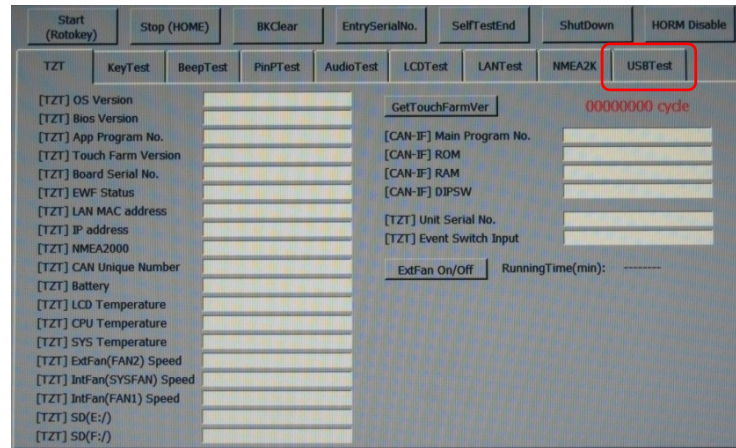 Start (Rotokey)
Stop (HOME)
BKClear
EntrySerialNo.
SelfTestEnd
ShutDown
HORM Disable
TZT
KeyTest
BeepTest
PinPTest
AudioTest
LCDTest
LANTest
NMEA2K
USBTest
[TZT] OS Version
[TZT] Bios Version
[TZT] App Program No.
[TZT] Touch Farm Version
[TZT] Board Serial No.
[TZT] EWF Status
[TZT] LAN MAC address
[TZT] IP address
[TZT] NMEA2000
[TZT] CAN Unique Number
[TZT] Battery
[TZT] LCD Temperature
[TZT] CPU Temperature
[TZT] SYS Temperature
[TZT] ExtFan(FAN2) Speed
[TZT] IntFan(SYSFAN) Speed
[TZT] IntFan(FAN1) Speed
[TZT] SD(E:/)
[TZT] SD(F:/)
GetTouchFarmVer
00000000 cycle
[CAN-IF] Main Program No.
[CAN-IF] ROM
[CAN-IF] RAM
[CAN-IF] DIPSW
[TZT] Unit Serial No.
[TZT] Event Switch Input
ExtFan On/Off
RunningTime(min): --------